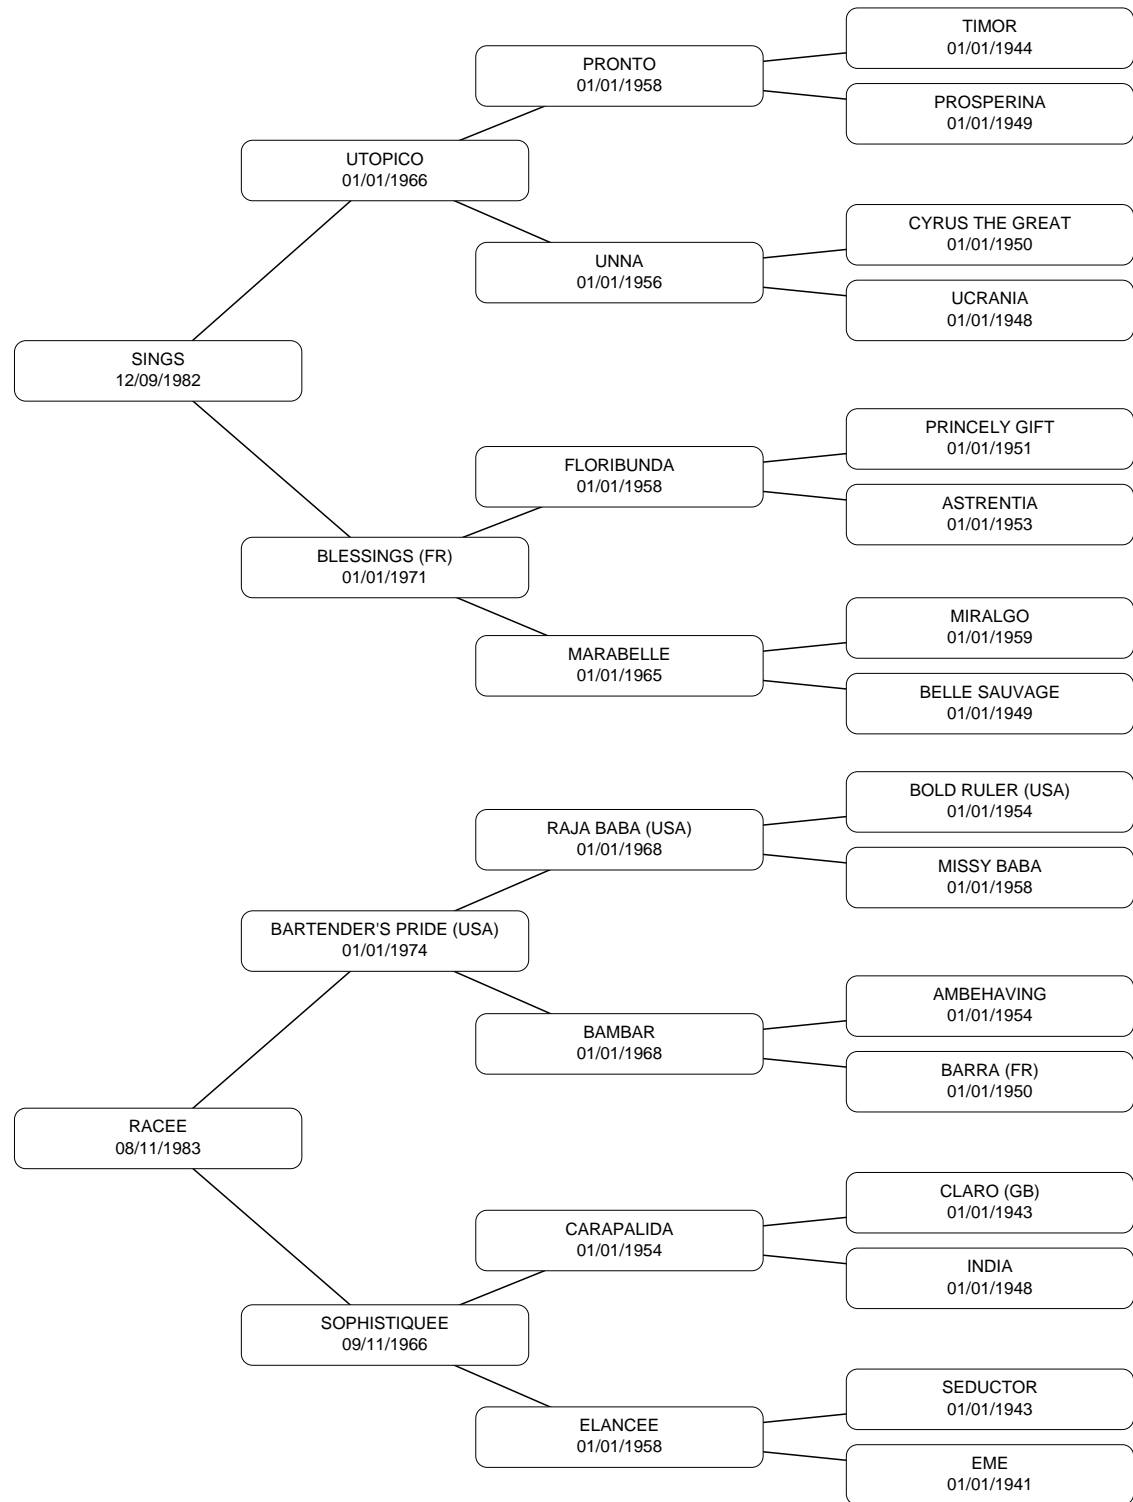 TIMOR
01/01/1944
PRONTO
01/01/1958
PROSPERINA
01/01/1949
UTOPICO
01/01/1966
CYRUS THE GREAT
01/01/1950
UNNA
01/01/1956
UCRANIA
01/01/1948
SINGS
12/09/1982
PRINCELY GIFT
01/01/1951
FLORIBUNDA
01/01/1958
ASTRENTIA
01/01/1953
BLESSINGS (FR)
01/01/1971
MIRALGO
01/01/1959
MARABELLE
01/01/1965
BELLE SAUVAGE
01/01/1949
BOLD RULER (USA)
01/01/1954
RAJA BABA (USA)
01/01/1968
MISSY BABA
01/01/1958
BARTENDER'S PRIDE (USA)
01/01/1974
AMBEHAVING
01/01/1954
BAMBAR
01/01/1968
BARRA (FR)
01/01/1950
RACEE
08/11/1983
CLARO (GB)
01/01/1943
CARAPALIDA
01/01/1954
INDIA
01/01/1948
SOPHISTIQUEE
09/11/1966
SEDUCTOR
01/01/1943
ELANCEE
01/01/1958
EME
01/01/1941